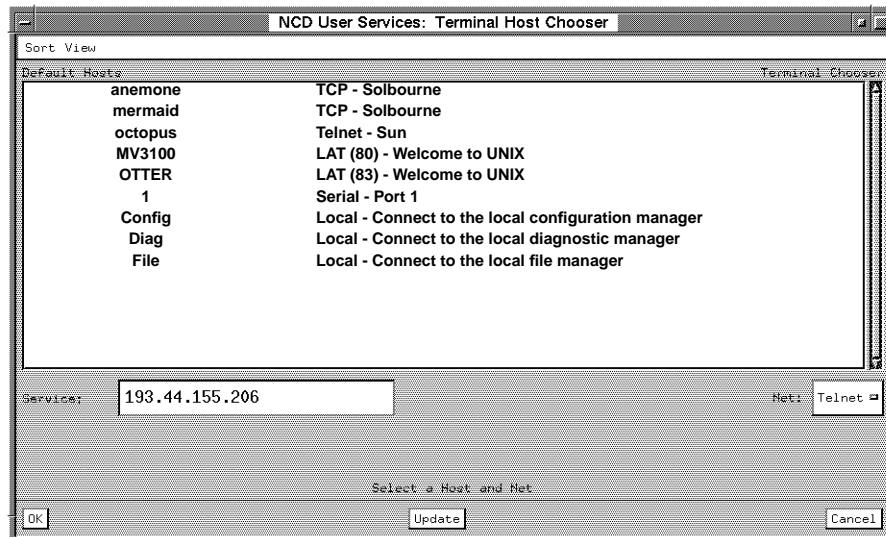 NCD User Services: Terminal Host Chooser
Sort View
Default Hosts Terminal Chooser
anemone TCP - Solbourne
mermaid TCP - Solbourne
octopus Telnet - Sun
MV3100 LAT (80) - Welcome to UNIX
OTTER LAT (83) - Welcome to UNIX
1 Serial - Port 1
Config Local - Connect to the local configuration manager
Diag Local - Connect to the local diagnostic manager
File Local - Connect to the local file manager
Service: 193.44.155.206 Net: Telnet
Select a Host and Net
OK Update Cancel